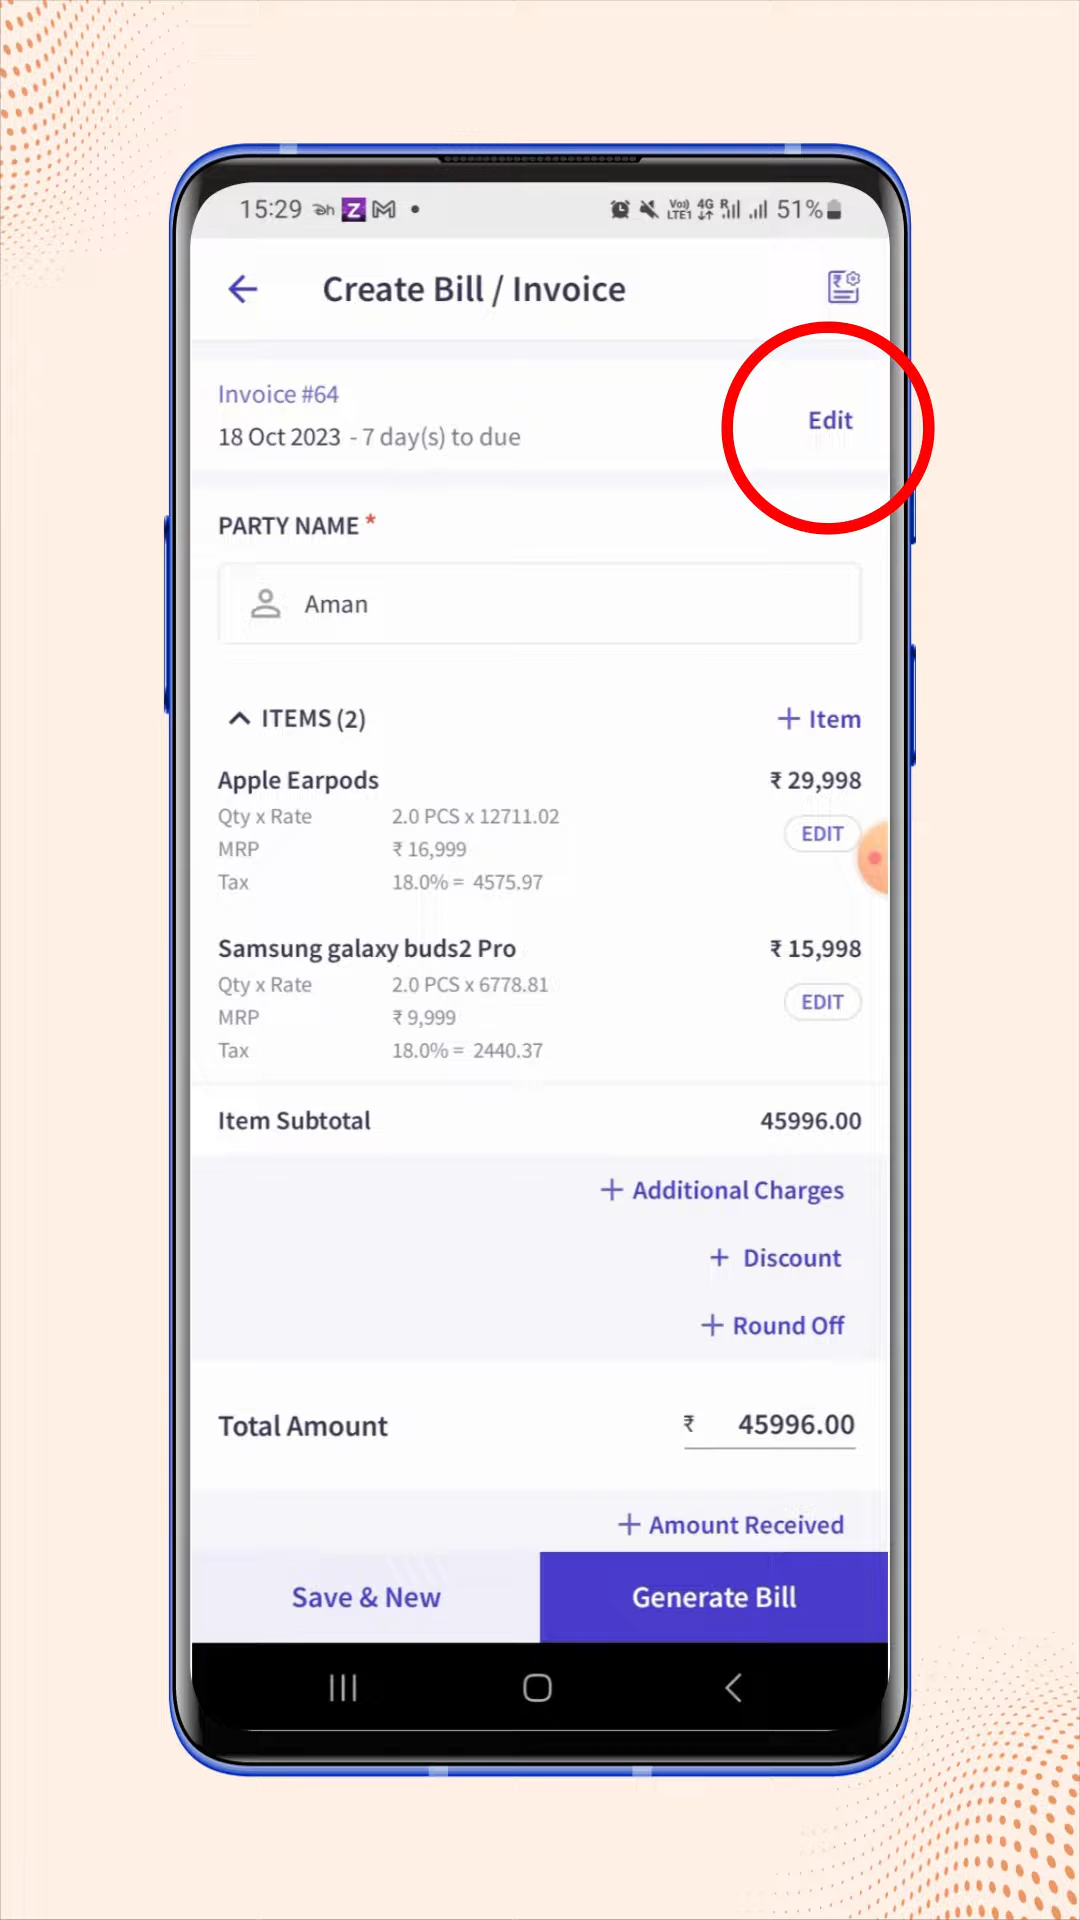 15:29 Z M • Vo)) LTE1 4G R 51%
Create Bill / Invoice
Invoice #64
18 Oct 2023 - 7 day(s) to due
Edit
PARTY NAME *
Aman
ITEMS (2) + Item
Apple Earpods ₹ 29,998
Qty x Rate 2.0 PCS x 12711.02
EDIT
MRP ₹ 16,999
Tax 18.0% = 4575.97
Samsung galaxy buds2 Pro ₹ 15,998
Qty x Rate 2.0 PCS x 6778.81
EDIT
MRP ₹ 9,999
Tax 18.0% = 2440.37
Item Subtotal 45996.00
+ Additional Charges
+ Discount
+ Round Off
Total Amount ₹ 45996.00
+ Amount Received
Save & New Generate Bill